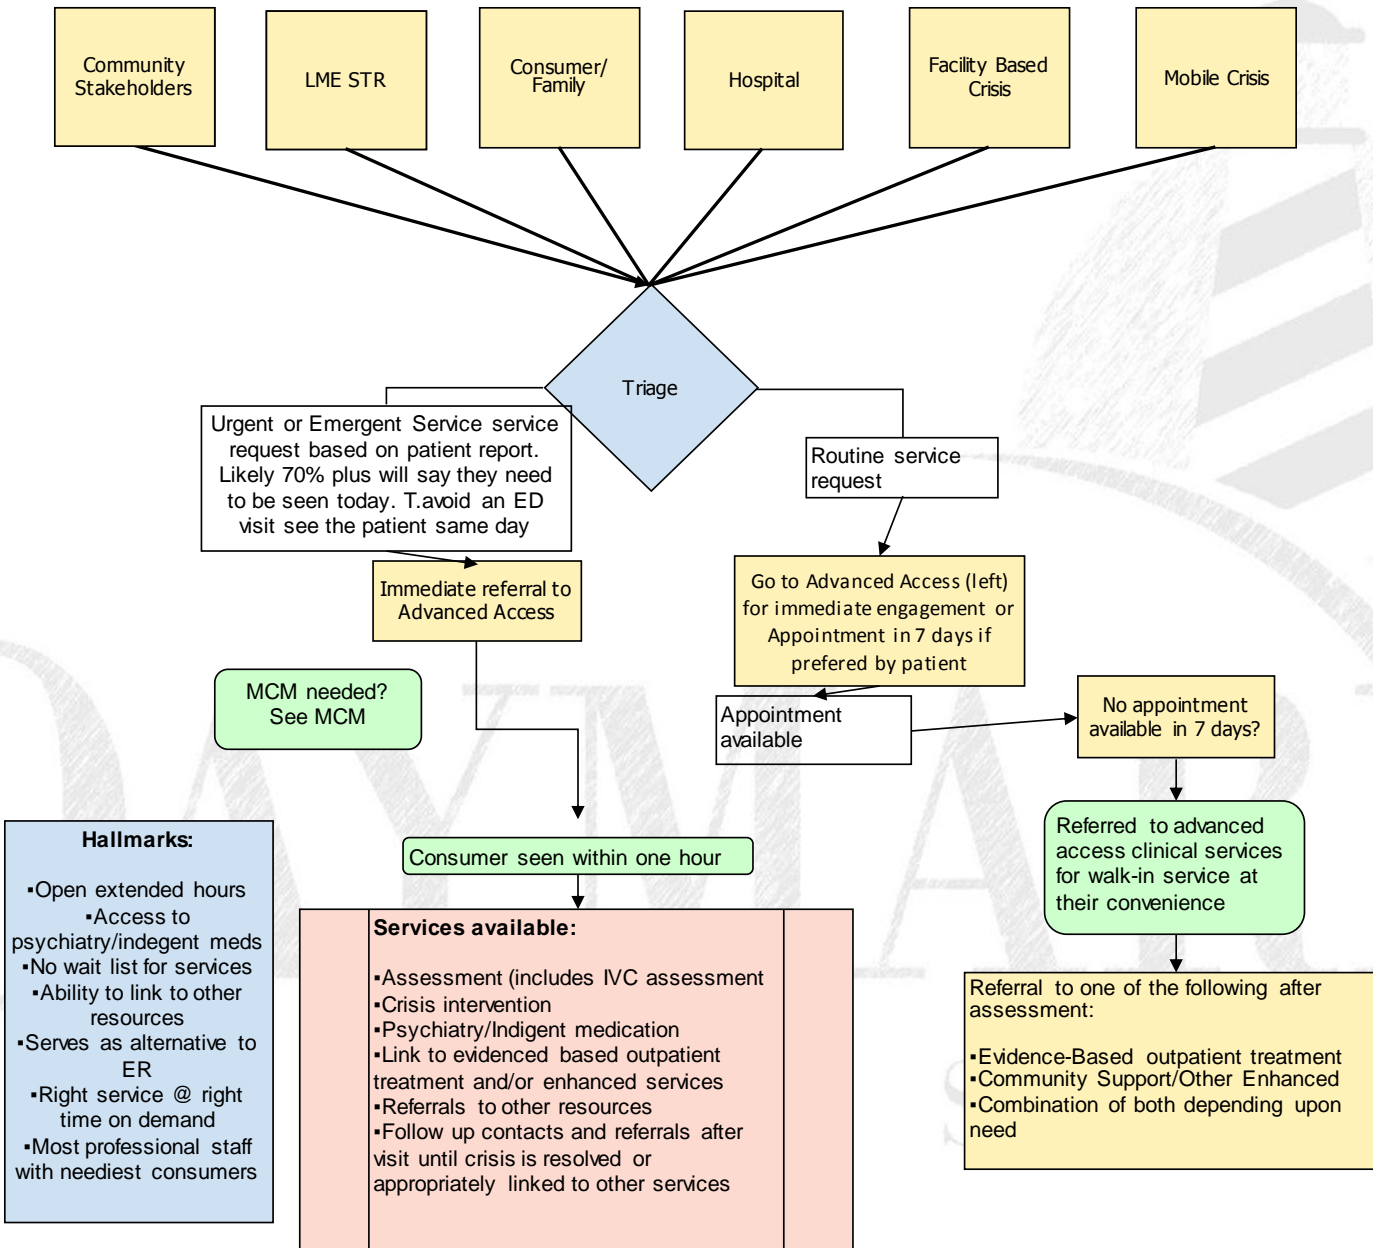 Community
Stakeholders
LME STR
Consumer/
Family
Hospital
Facility Based
Crisis
Mobile Crisis
Triage
Urgent or Emergent Service service
request based on patient report.
Likely 70% plus will say they need
to be seen today. T.avoid an ED
visit see the patient same day
Routine service
request
Immediate referral to
Advanced Access
Go to Advanced Access (left)
for immediate engagement or
Appointment in 7 days if
prefered by patient
MCM needed?
See MCM
Appointment
available
No appointment
available in 7 days?
Hallmarks:
▪Open extended hours
▪Access to
psychiatry/indegent meds
▪No wait list for services
▪Ability to link to other
resources
▪Serves as alternative to
ER
▪Right service @ right
time on demand
▪Most professional staff
with neediest consumers
Consumer seen within one hour
Services available:
▪Assessment (includes IVC assessment
▪Crisis intervention
▪Psychiatry/Indigent medication
▪Link to evidenced based outpatient
treatment and/or enhanced services
▪Referrals to other resources
▪Follow up contacts and referrals after
visit until crisis is resolved or
appropriately linked to other services
Referred to advanced
access clinical services
for walk-in service at
their convenience
Referral to one of the following after
assessment:
▪Evidence-Based outpatient treatment
▪Community Support/Other Enhanced
▪Combination of both depending upon
need